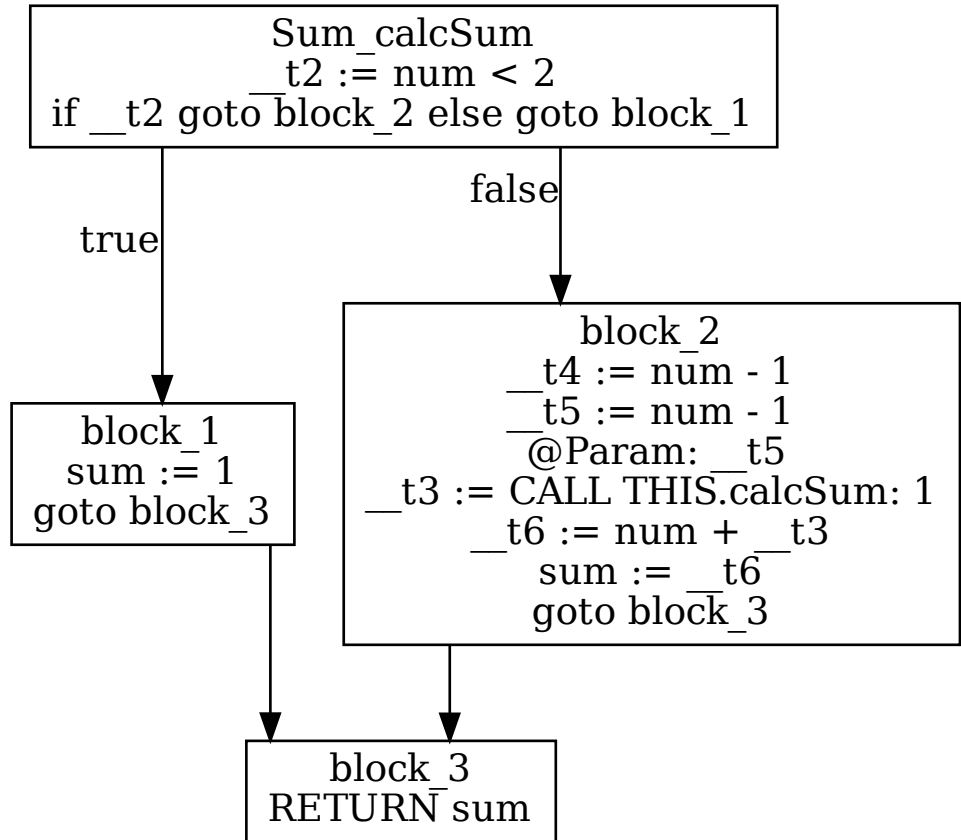 Sum_calcSum
__t2 := num < 2
if __t2 goto block_2 else goto block_1
true
false
block_1
sum := 1
goto block_3
block_2
__t4 := num - 1
__t5 := num - 1
@Param: __t5
__t3 := CALL THIS.calcSum: 1
__t6 := num + __t3
sum := __t6
goto block_3
block_3
RETURN sum